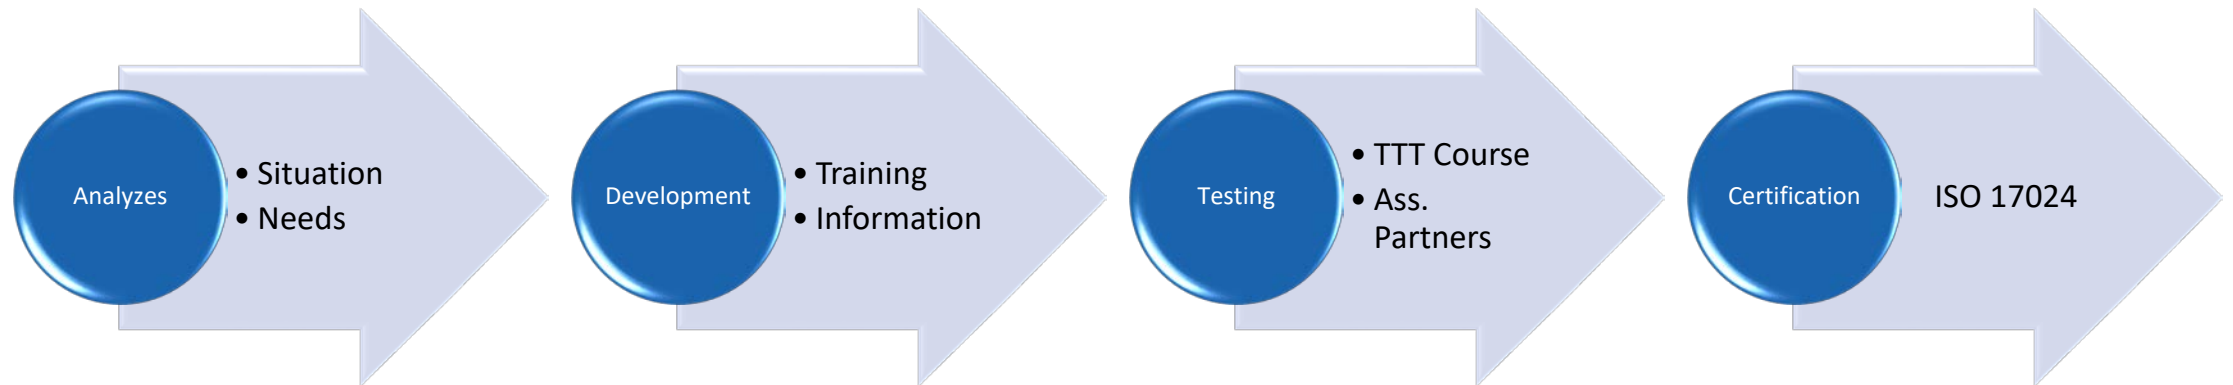 Analyzes
• Situation
• Needs
Development
• Training
• Information
Testing
• TTT Course
• Ass.
Partners
Certification
ISO 17024